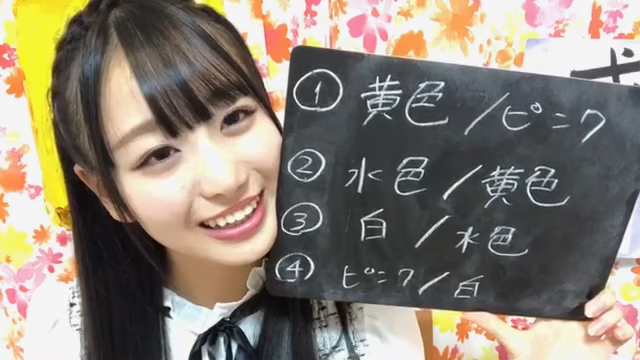 ① 黄色/ピンク
② 水色/黄色
③ 白/水色
④ ピンク/白